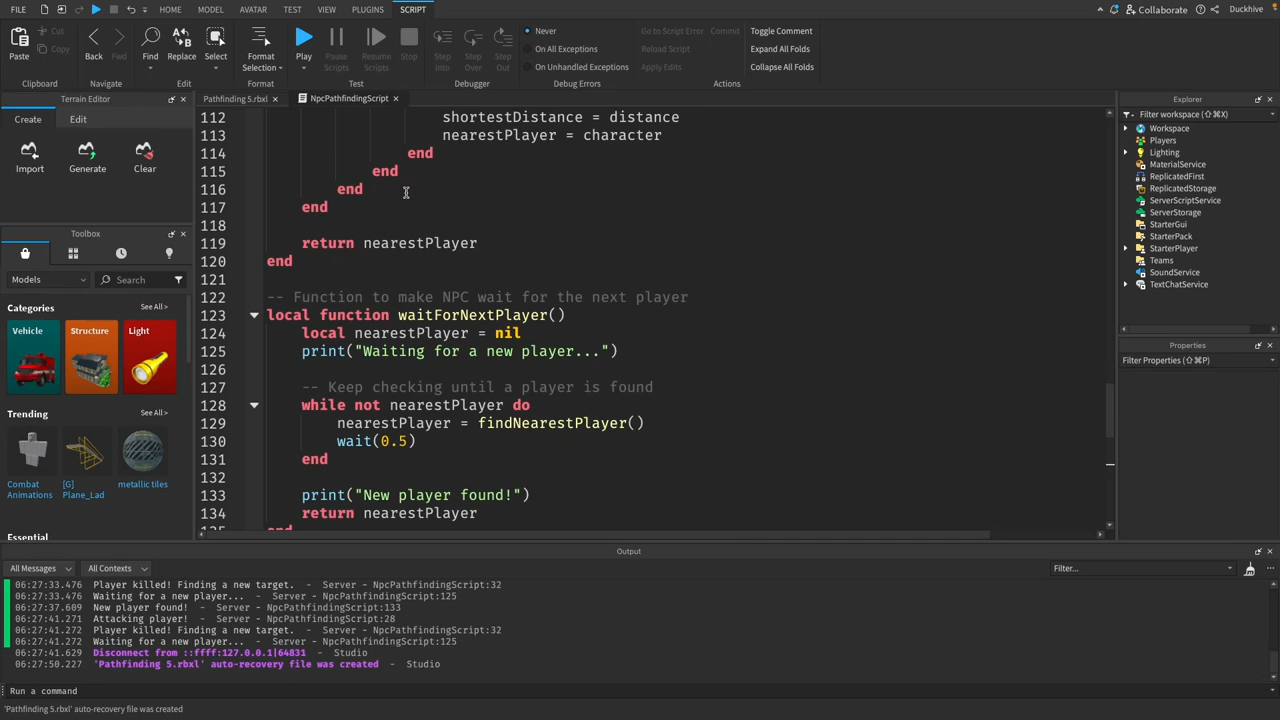 FILE HOME MODEL AVATAR TEST VIEW PLUGINS SCRIPT Collaborate Duckhive
Paste Cut Copy Back Fwd Find Replace Select Format Selection Play Pause Scripts Resume Scripts Stop Step Into Step Over Step Out
Never
On All Exceptions
On Unhandled Exceptions
Go to Script Error Commit
Reload Script
Apply Edits
Toggle Comment
Expand All Folds
Collapse All Folds
Clipboard Navigate Edit Format Test Debugger Debug Errors Actions
Terrain Editor
Create Edit
Import Generate Clear
Toolbox
Models Search
Categories See All >
Vehicle Structure Light
Trending See All >
Combat Animations [G] Plane_Lad metallic tiles
Essential See All >
Pathfinding 5.rbxl × NpcPathfindingScript ×
112 shortestDistance = distance
113 nearestPlayer = character
114 end
115 end
116 end
117 end
118
119 return nearestPlayer
120 end
121
122 -- Function to make NPC wait for the next player
123 local function waitForNextPlayer()
124 local nearestPlayer = nil
125 print("Waiting for a new player...")
126
127 -- Keep checking until a player is found
128 while not nearestPlayer do
129 nearestPlayer = findNearestPlayer()
130 wait(0.5)
131 end
132
133 print("New player found!")
134 return nearestPlayer
135 end
Explorer
Filter workspace (⇧⌘X)
Workspace
Players
Lighting
MaterialService
ReplicatedFirst
ReplicatedStorage
ServerScriptService
ServerStorage
StarterGui
StarterPack
StarterPlayer
Teams
SoundService
TextChatService
Properties
Filter Properties (⇧⌘P)
Output
All Messages All Contexts Filter...
06:27:33.476 Player killed! Finding a new target. - Server - NpcPathfindingScript:32
06:27:33.476 Waiting for a new player... - Server - NpcPathfindingScript:125
06:27:37.609 New player found! - Server - NpcPathfindingScript:133
06:27:41.271 Attacking player! - Server - NpcPathfindingScript:28
06:27:41.272 Player killed! Finding a new target. - Server - NpcPathfindingScript:32
06:27:41.272 Waiting for a new player... - Server - NpcPathfindingScript:125
06:27:41.629 Disconnect from ::ffff:127.0.0.1|64831 - Studio
06:27:50.227 'Pathfinding 5.rbxl' auto-recovery file was created - Studio
Run a command
'Pathfinding 5.rbxl' auto-recovery file was created